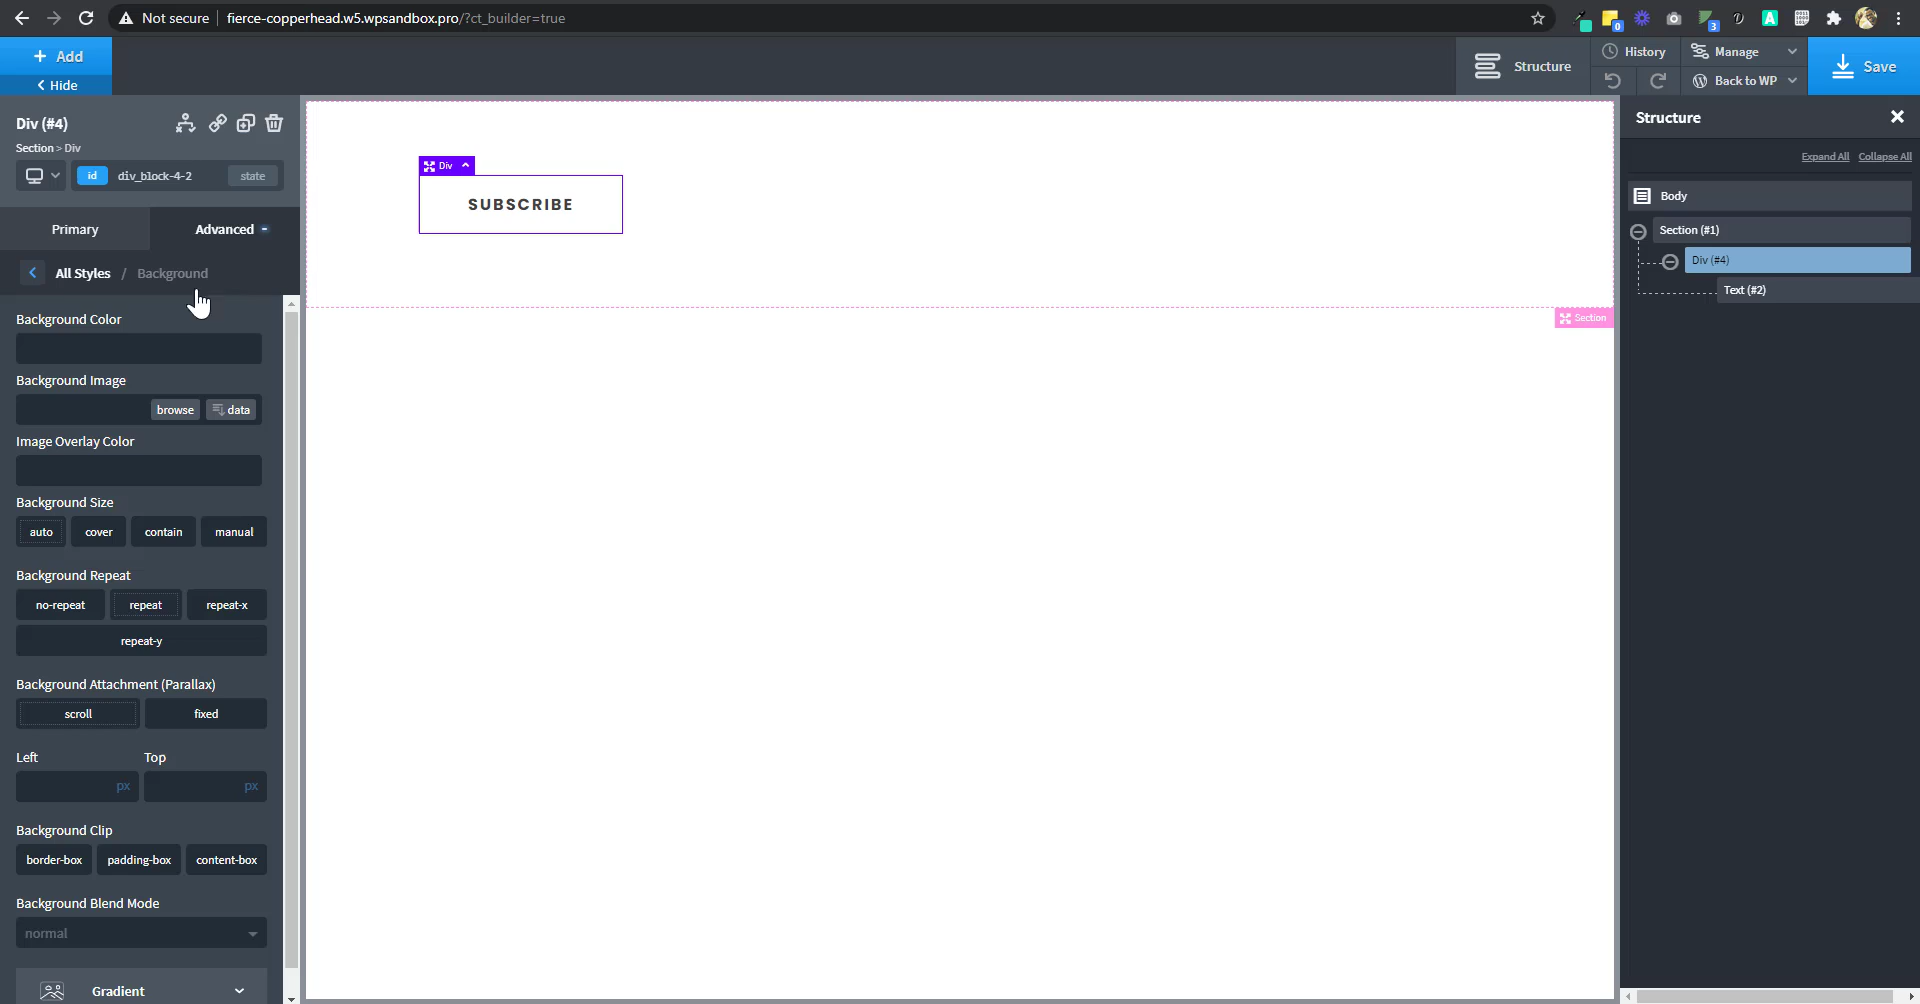 Not secure
fierce-copperhead.w5.wpsandbox.pro/?ct_builder=true
0
3
A
+ Add
Hide
Structure
History
Manage
Back to WP
Save
Div (#4)
Section > Div
id
div_block-4-2
state
Primary
Advanced
All Styles / Background
Background Color
Background Image
browse
data
Image Overlay Color
Background Size
auto
cover
contain
manual
Background Repeat
no-repeat
repeat
repeat-x
repeat-y
Background Attachment (Parallax)
scroll
fixed
Left
Top
px
px
Background Clip
border-box
padding-box
content-box
Background Blend Mode
normal
Gradient
Div
SUBSCRIBE
Section
Structure
Expand All
Collapse All
Body
Section (#1)
Div (#4)
Text (#2)